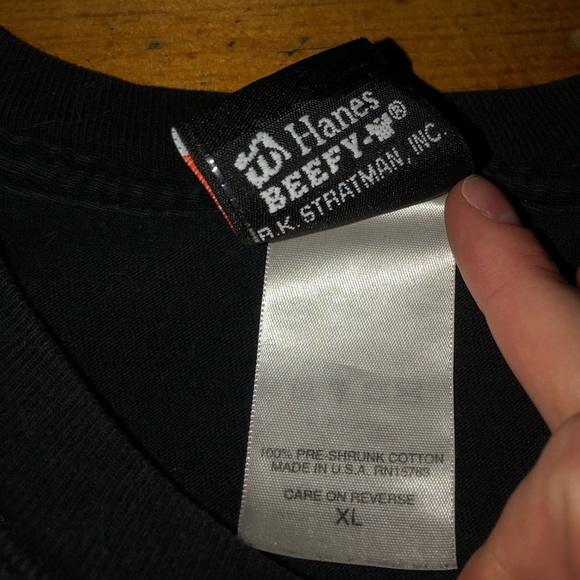 Hanes
BEEFY-T®
R.K. STRATMAN, INC.
100% PRE-SHRUNK COTTON
MADE IN U.S.A. RN15763
CARE ON REVERSE
XL